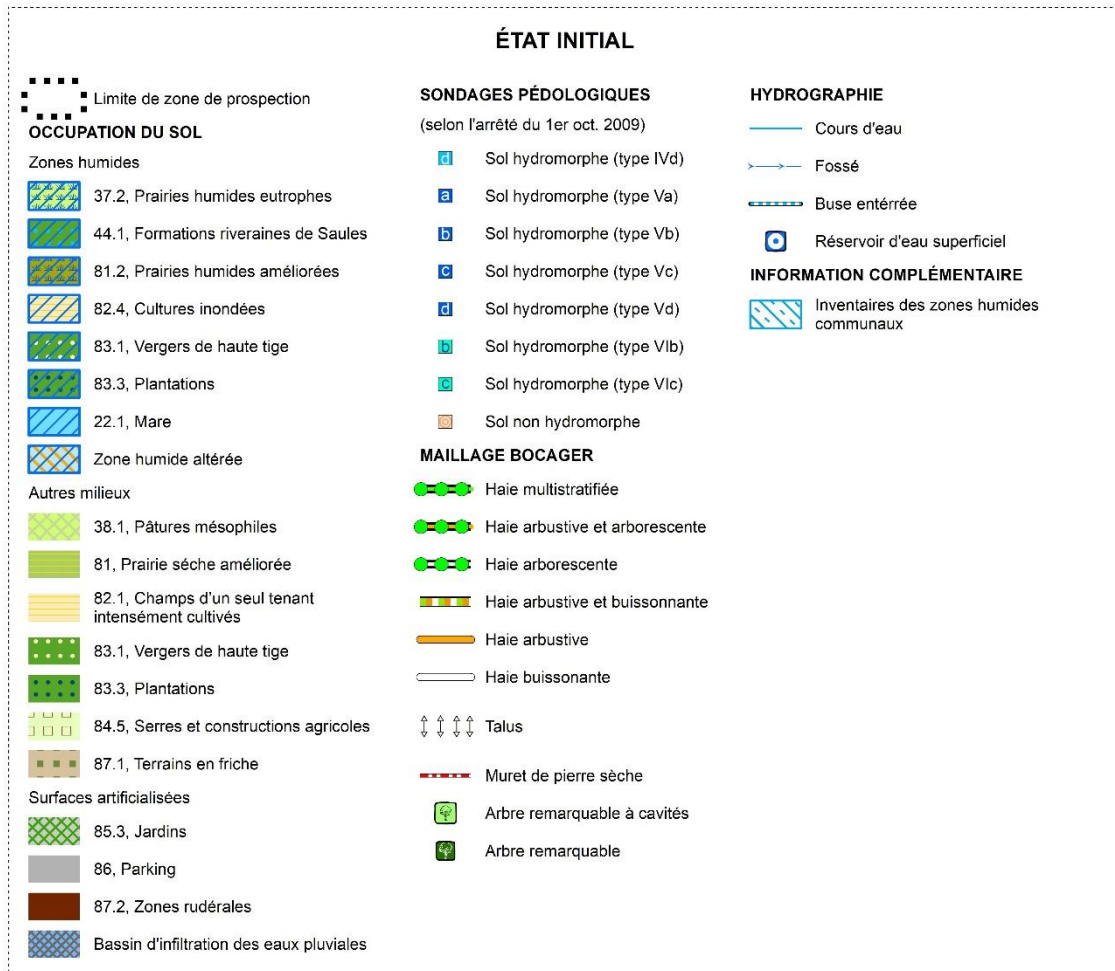 ÉTAT INITIAL
Limite de zone de prospection
OCCUPATION DU SOL
Zones humides
37.2, Prairies humides eutrophes
44.1, Formations riveraines de Saules
81.2, Prairies humides améliorées
82.4, Cultures inondées
83.1, Vergers de haute tige
83.3, Plantations
22.1, Mare
Zone humide altérée
Autres milieux
38.1, Pâtures mésophiles
81, Prairie séche améliorée
82.1, Champs d'un seul tenant
intensément cultivés
83.1, Vergers de haute tige
83.3, Plantations
84.5, Serres et constructions agricoles
87.1, Terrains en friche
Surfaces artificialisées
85.3, Jardins
86, Parking
87.2, Zones rudérales
Bassin d'infiltration des eaux pluviales
SONDAGES PÉDOLOGIQUES
(selon l'arrêté du 1er oct. 2009)
d Sol hydromorphe (type IVd)
a Sol hydromorphe (type Va)
b Sol hydromorphe (type Vb)
c Sol hydromorphe (type Vc)
d Sol hydromorphe (type Vd)
b Sol hydromorphe (type VIb)
c Sol hydromorphe (type VIc)
Sol non hydromorphe
MAILLAGE BOCAGER
Haie multistratifiée
Haie arbustive et arborescente
Haie arborescente
Haie arbustive et buissonnante
Haie arbustive
Haie buissonante
Talus
Muret de pierre sèche
Arbre remarquable à cavités
Arbre remarquable
HYDROGRAPHIE
Cours d'eau
Fossé
Buse entérrée
Réservoir d'eau superficiel
INFORMATION COMPLÉMENTAIRE
Inventaires des zones humides
communaux